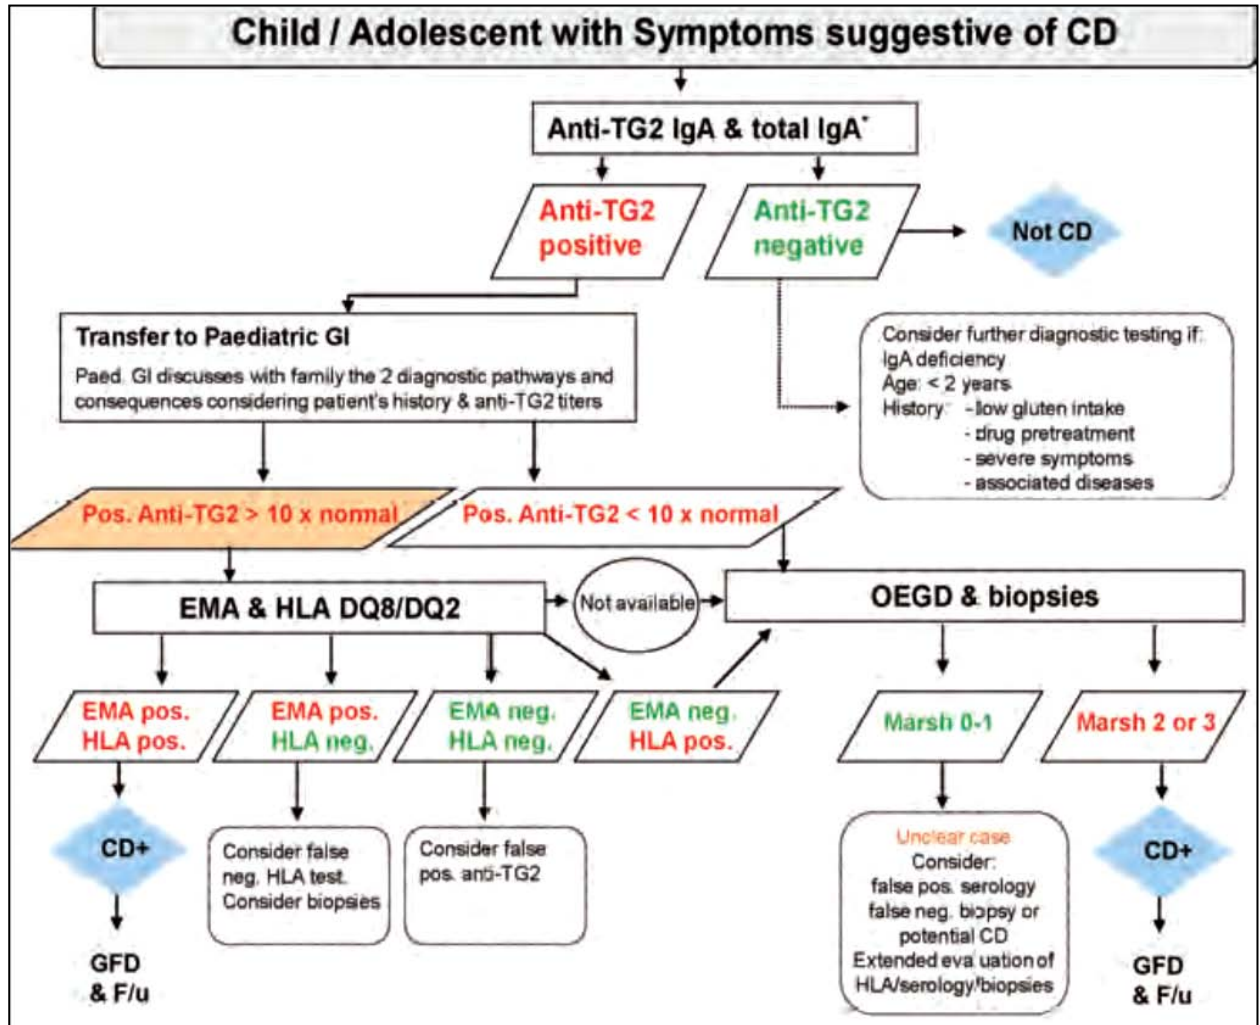 Child / Adolescent with Symptoms suggestive of CD
Anti-TG2 IgA & total IgA*
Anti-TG2
positive
Anti-TG2
negative
Not CD
Transfer to Paediatric GI
Paed. GI discusses with family the 2 diagnostic pathways and
consequences considering patient's history & anti-TG2 titers
Consider further diagnostic testing if:
IgA deficiency
Age: < 2 years
History: - low gluten intake
- drug pretreatment
- severe symptoms
- associated diseases
Pos. Anti-TG2 > 10 x normal
Pos. Anti-TG2 < 10 x normal
EMA & HLA DQ8/DQ2
Not available
OEGD & biopsies
EMA pos.
HLA pos.
EMA pos.
HLA neg.
EMA neg.
HLA neg.
EMA neg.
HLA pos.
Marsh 0-1
Marsh 2 or 3
CD+
GFD
& F/u
Consider false
neg. HLA test.
Consider biopsies
Consider false
pos. anti-TG2
Unclear case
Consider:
false pos. serology
false neg. biopsy or
potential CD
Extended evaluation of
HLA/serology/biopsies
CD+
GFD
& F/u